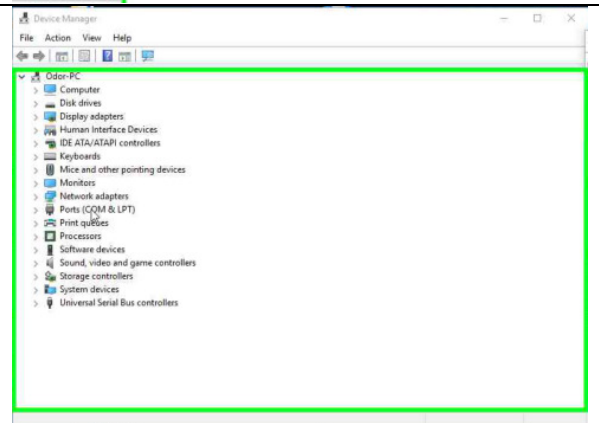 Device Manager
File Action View Help
Odor-PC
Computer
Disk drives
Display adapters
Human Interface Devices
IDE ATA/ATAPI controllers
Keyboards
Mice and other pointing devices
Monitors
Network adapters
Ports (COM & LPT)
Print queues
Processors
Software devices
Sound, video and game controllers
Storage controllers
System devices
Universal Serial Bus controllers